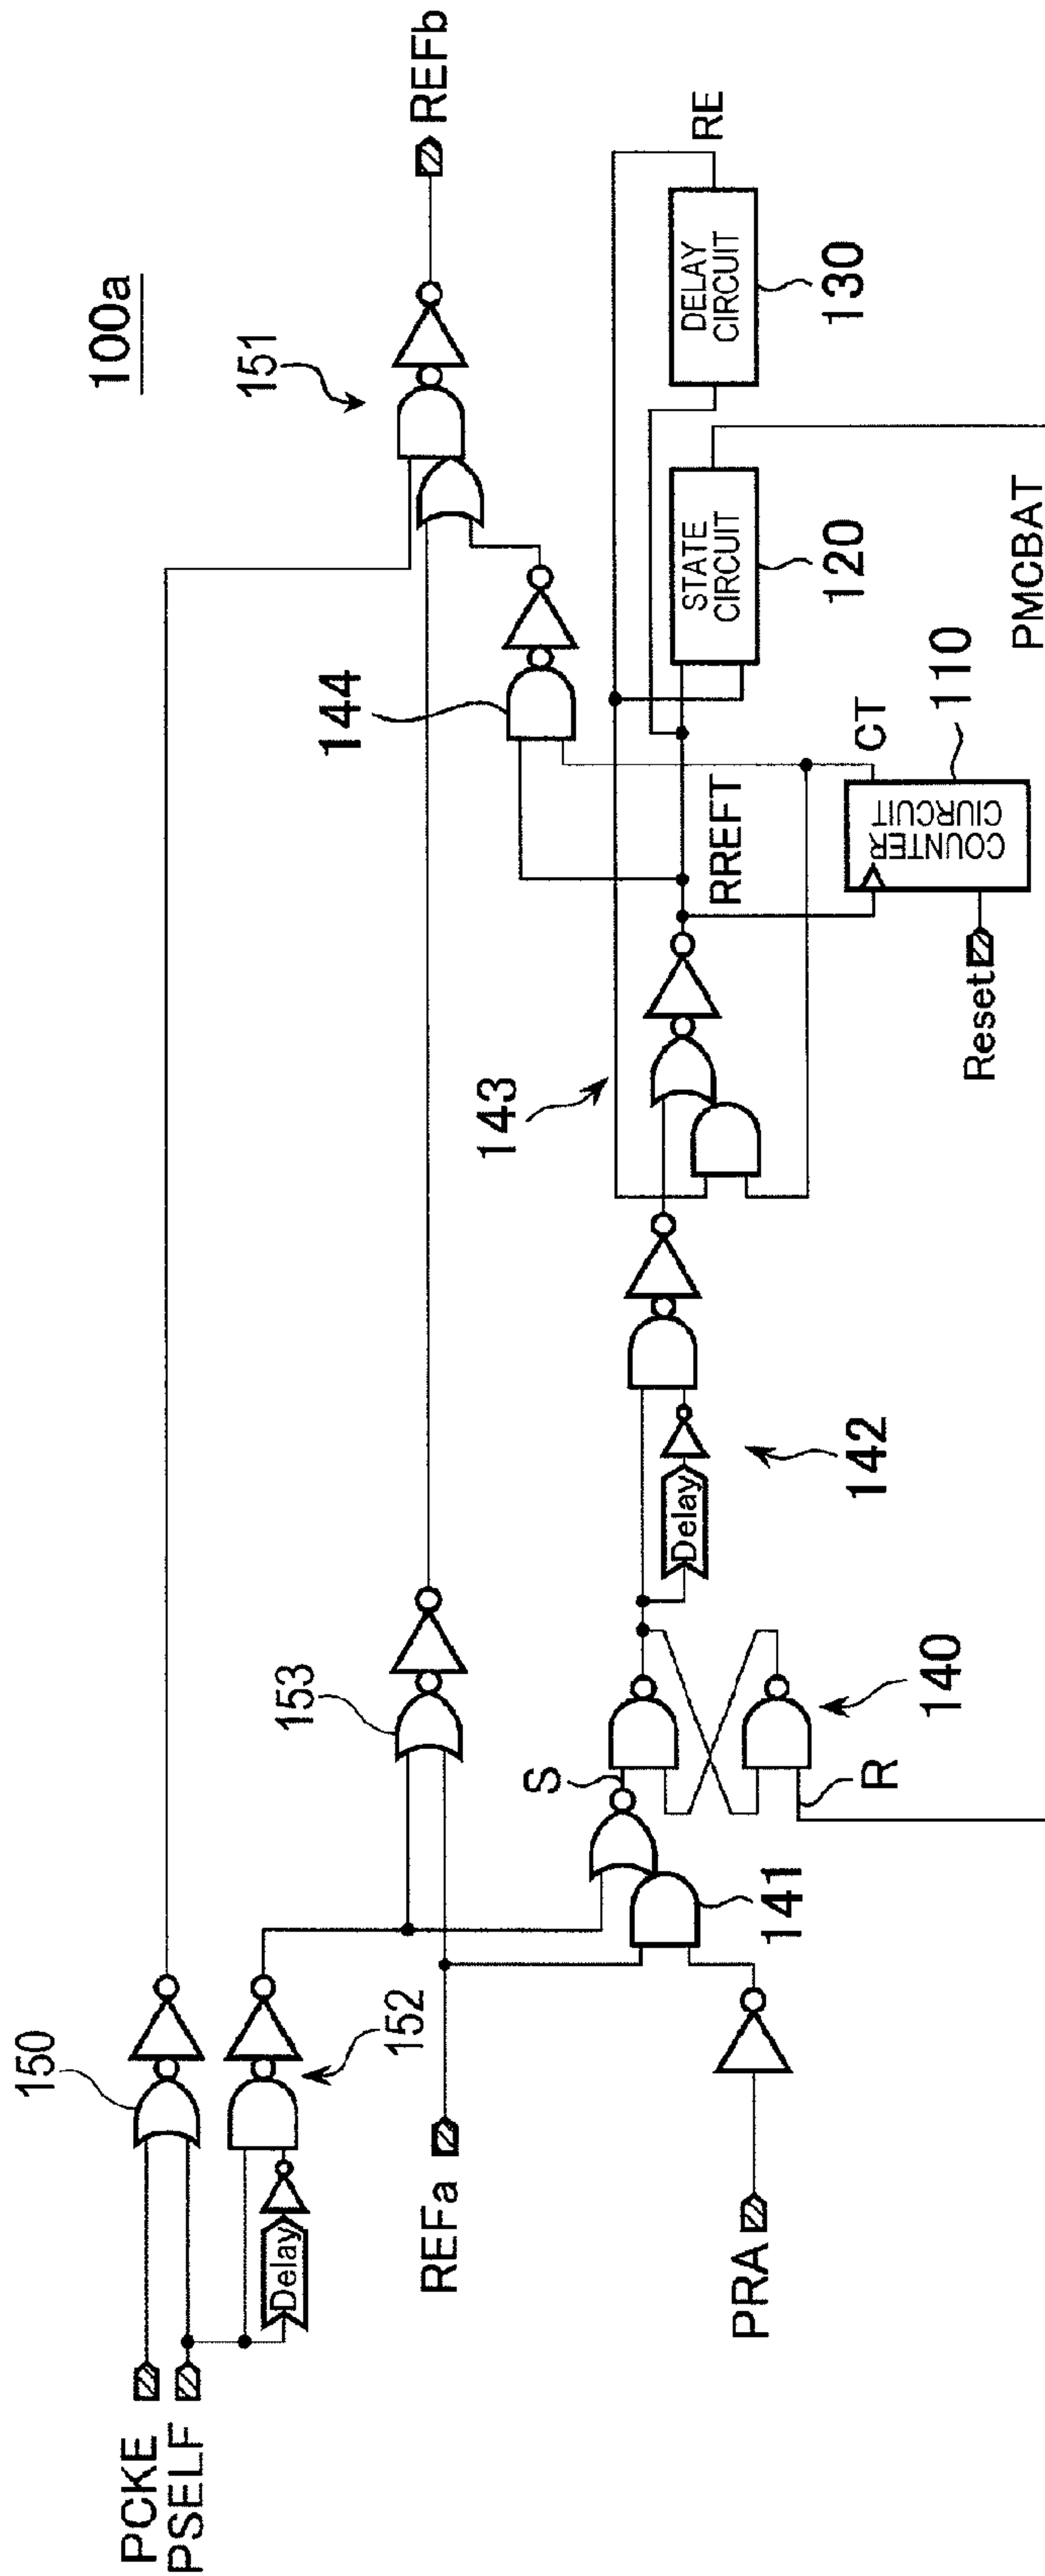 100a
PCKE
PSELF
150
Delay
152
REFa
PRA
153
141
S
R
140
Delay
142
143
144
151
REFb
RREFT
Reset
COUNTER
CIURCUIT
110
CT
STATE
CIRCUIT
120
DELAY
CIRCUIT
130
RE
PMCBAT